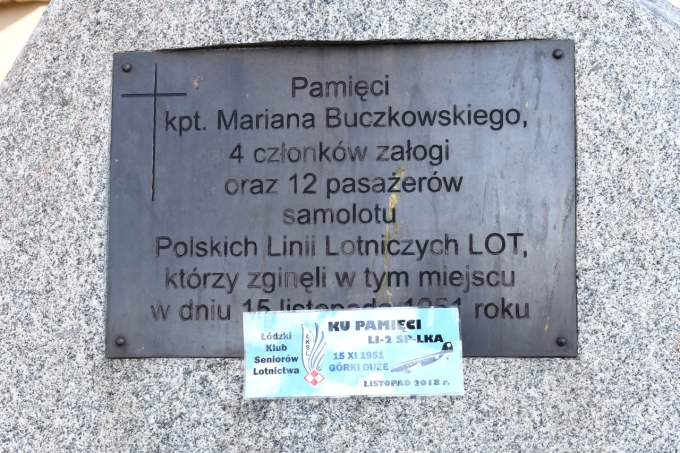 Pamięci
kpt. Mariana Buczkowskiego,
4 członków załogi
oraz 12 pasażerów
samolotu
Polskich Linii Lotniczych LOT,
którzy zginęli w tym miejscu
w dniu 15 listopada 1951 roku
Łódzki
Klub
Seniorów
Lotnictwa
KU PAMIĘCI
LI-2 SP-LKA
15 XI 1951
GÓRKI DUŻE
LISTOPAD 2018 r.